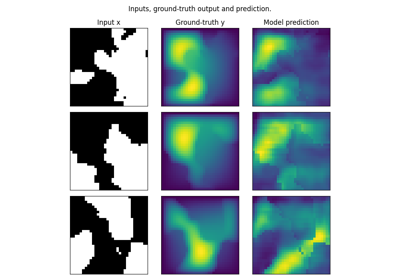 Inputs, ground-truth output and prediction.
Input x
Ground-truth y
Model prediction